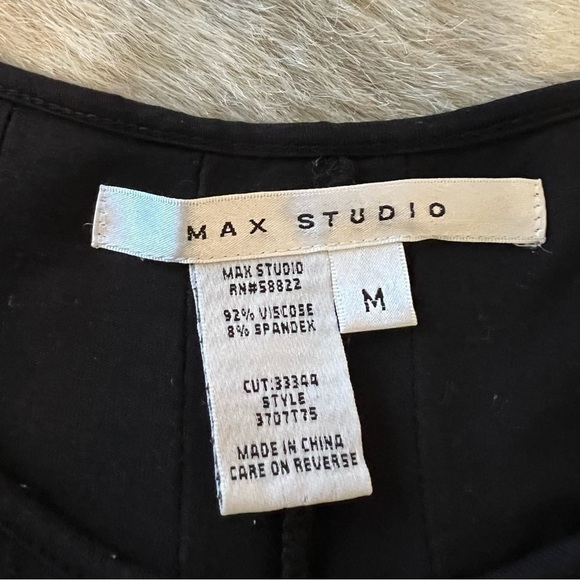 MAX STUDIO
MAX STUDIO
RN#58822
M
92% VISCOSE
8% SPANDEX
CUT:33344
STYLE
3707T75
MADE IN CHINA
CARE ON REVERSE